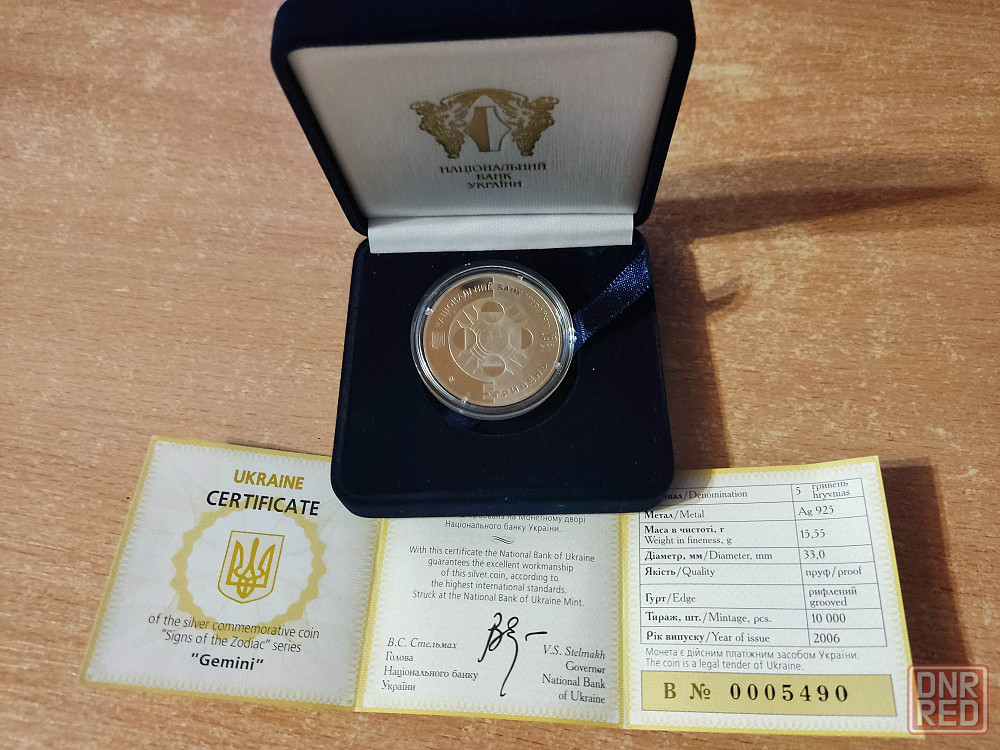 НАЦІОНАЛЬНИЙ
БАНК
УКРАЇНИ
НАЦІОНАЛЬНИЙ БАНК
5 ГРИВЕНЬ
UKRAINE
CERTIFICATE
of the silver commemorative coin
"Signs of the Zodiac" series
"Gemini"
на Монетному дворі
Національного банку України.
With this certificate the National Bank of Ukraine
guarantees the excellent workmanship
of this silver coin, according to
the highest international standards.
Struck at the National Bank of Ukraine Mint.
В.С. Стельмах
Голова
Національного банку
України
V.S. Stelmakh
Governor
National Bank
of Ukraine
/Denomination 5 гривень
hryvnias
Метал/Metal Ag 925
Маса в чистоті, г
Weight in fineness, g 15,55
Діаметр, мм/Diameter, mm 33,0
Якість/Quality пруф/proof
Гурт/Edge рифлений
grooved
Тираж, шт./Mintage, pcs. 10 000
Рік випуску/Year of issue 2006
Монета є дійсним платіжним засобом України.
The coin is a legal tender of Ukraine.
В № 0005490
DNR
RED